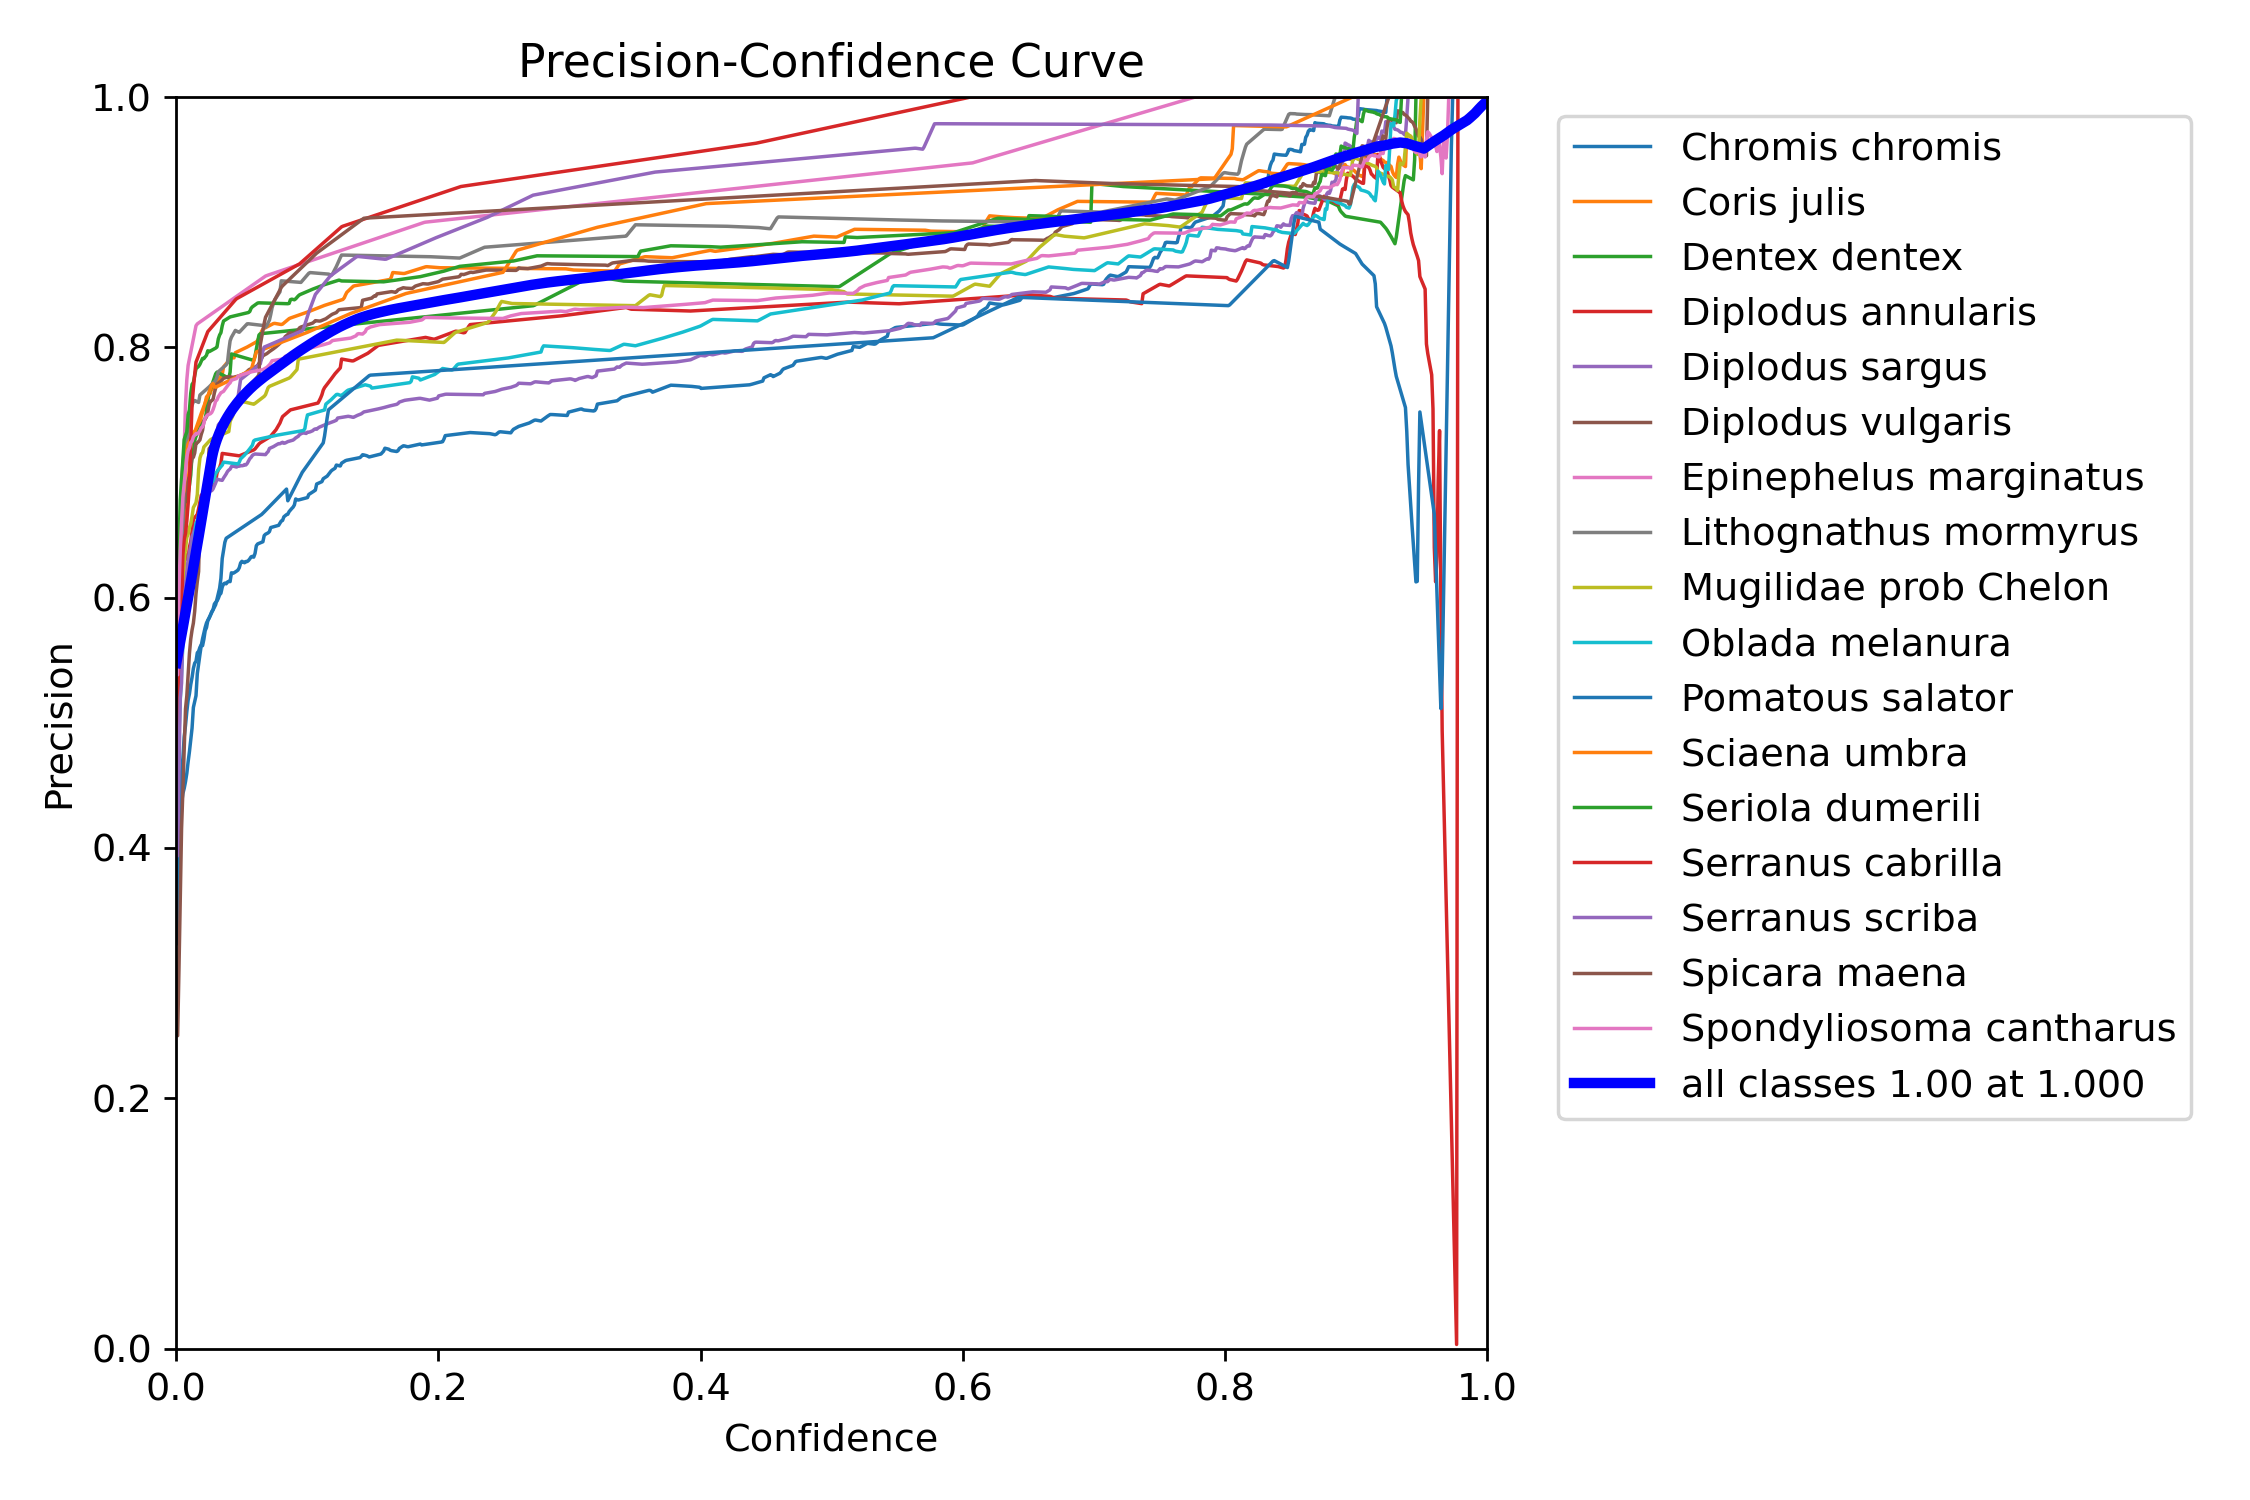 Precision-Confidence Curve
1.0
0.8
0.6
0.4
0.2
0.0
Precision
0.0 0.2 0.4 0.6 0.8 1.0
Confidence
Chromis chromis
Coris julis
Dentex dentex
Diplodus annularis
Diplodus sargus
Diplodus vulgaris
Epinephelus marginatus
Lithognathus mormyrus
Mugilidae prob Chelon
Oblada melanura
Pomatous salator
Sciaena umbra
Seriola dumerili
Serranus cabrilla
Serranus scriba
Spicara maena
Spondyliosoma cantharus
all classes 1.00 at 1.000